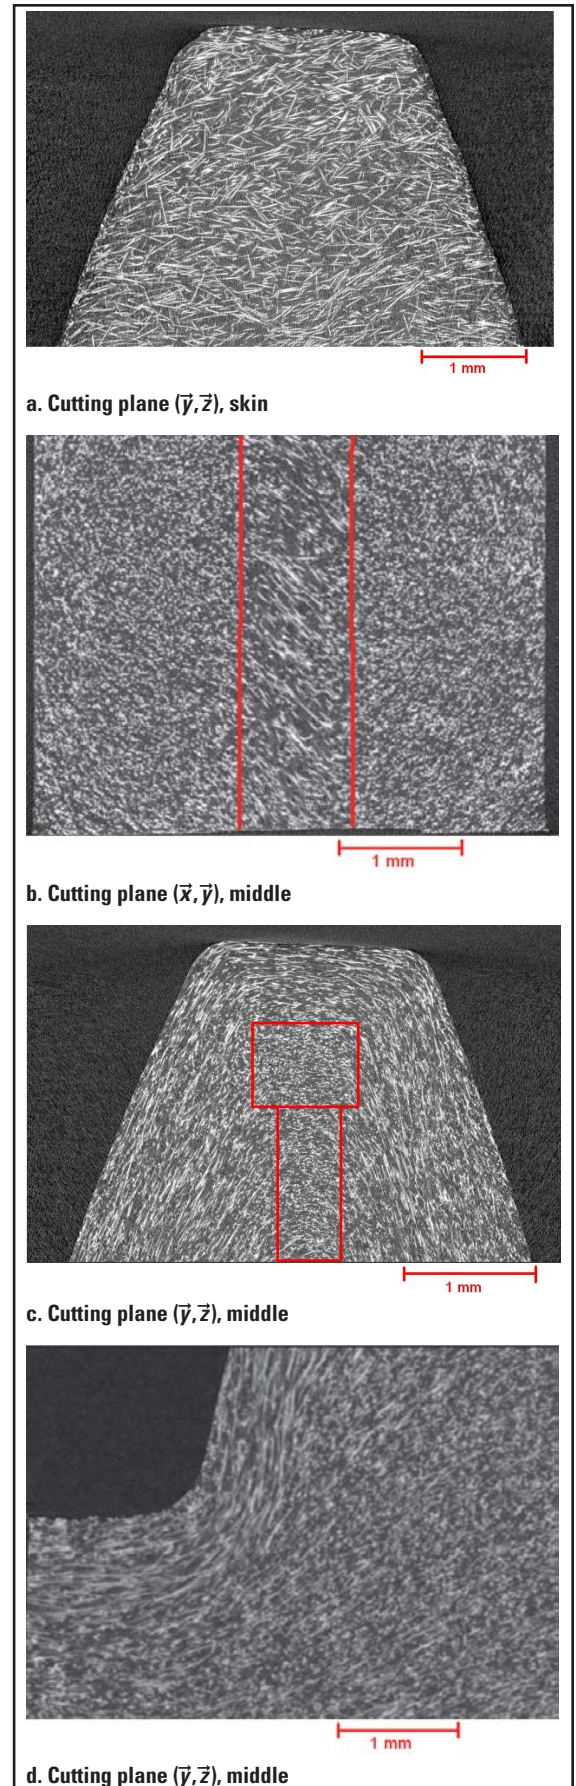 1 mm
a. Cutting plane (y⃗,z⃗), skin
1 mm
b. Cutting plane (x⃗,y⃗), middle
1 mm
c. Cutting plane (y⃗,z⃗), middle
1 mm
d. Cutting plane (y⃗,z⃗), middle